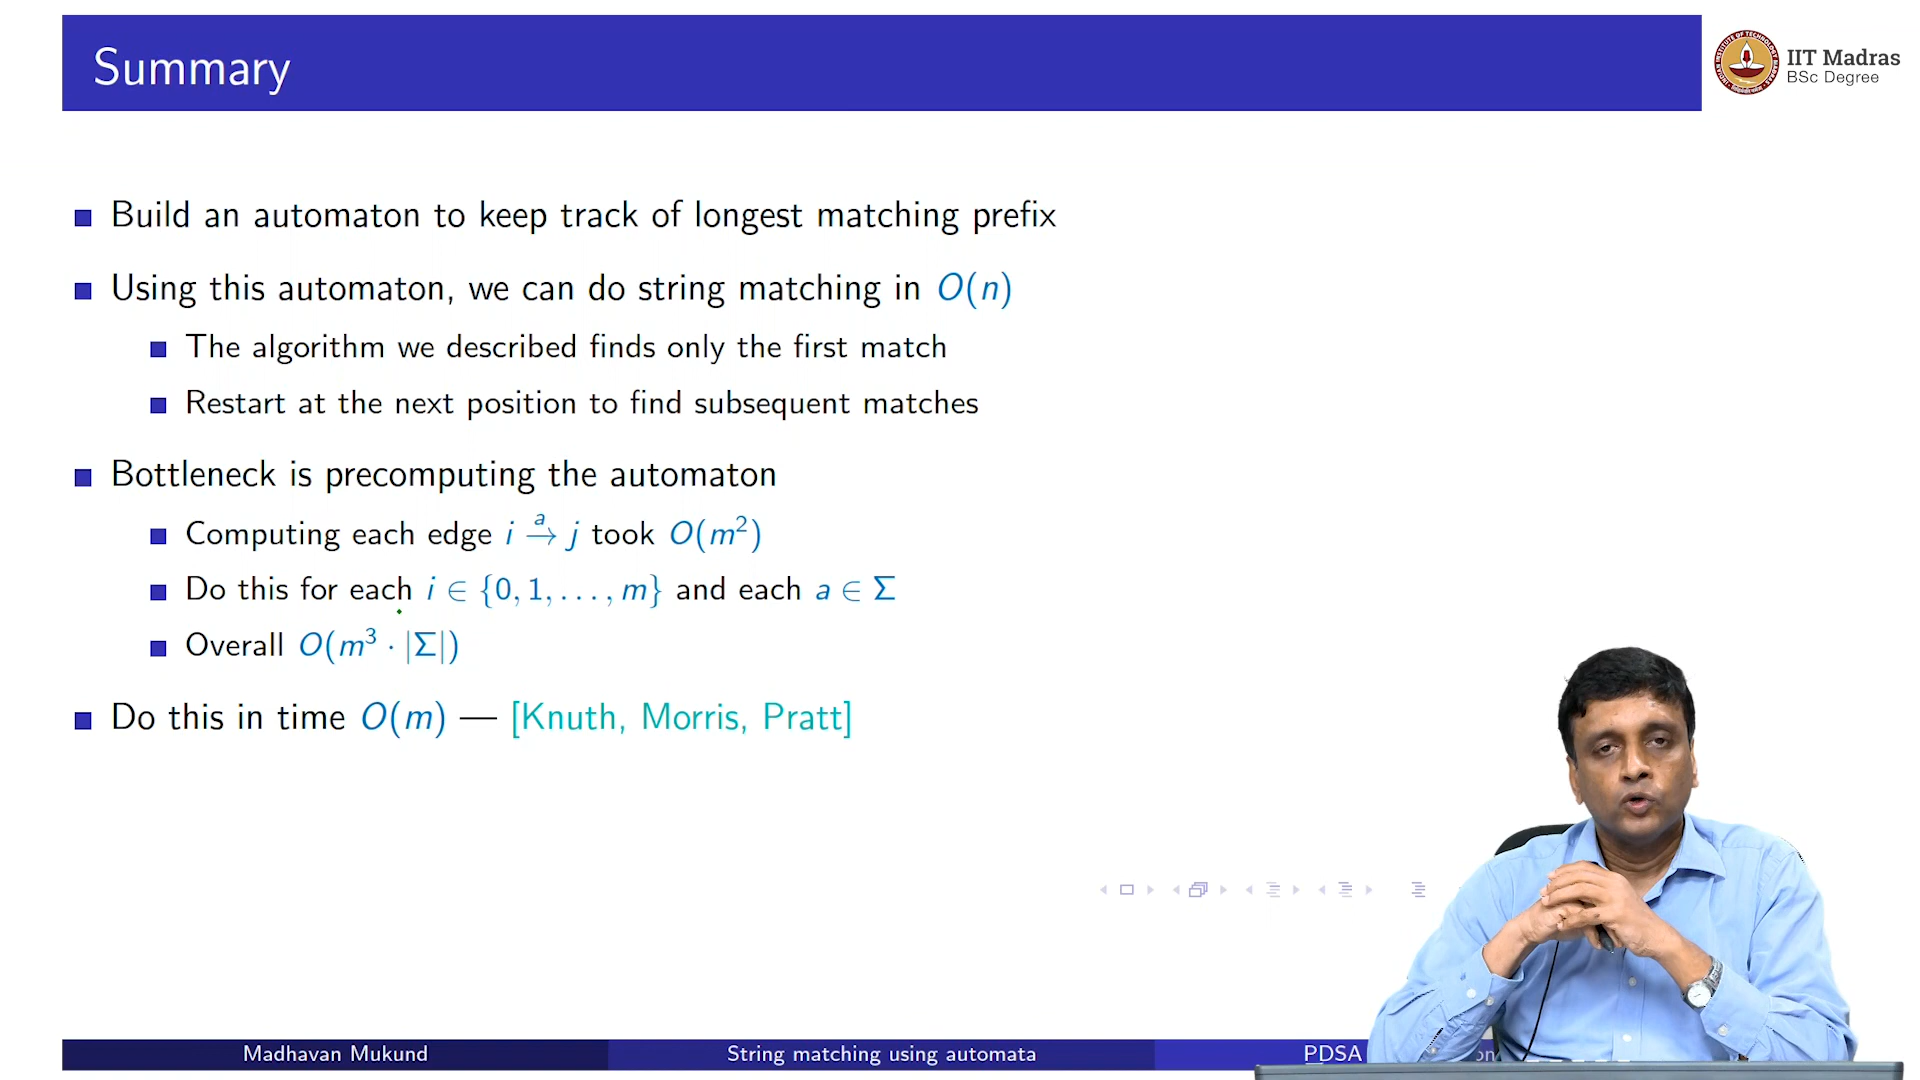 Summary
IIT Madras
BSc Degree
Build an automaton to keep track of longest matching prefix
Using this automaton, we can do string matching in O(n)
The algorithm we described finds only the first match
Restart at the next position to find subsequent matches
Bottleneck is precomputing the automaton
Computing each edge i →ᵃ j took O(m²)
Do this for each i ∈ {0, 1, . . . , m} and each a ∈ Σ
Overall O(m³ · |Σ|)
Do this in time O(m) — [Knuth, Morris, Pratt]
Madhavan Mukund
String matching using automata
PDSA